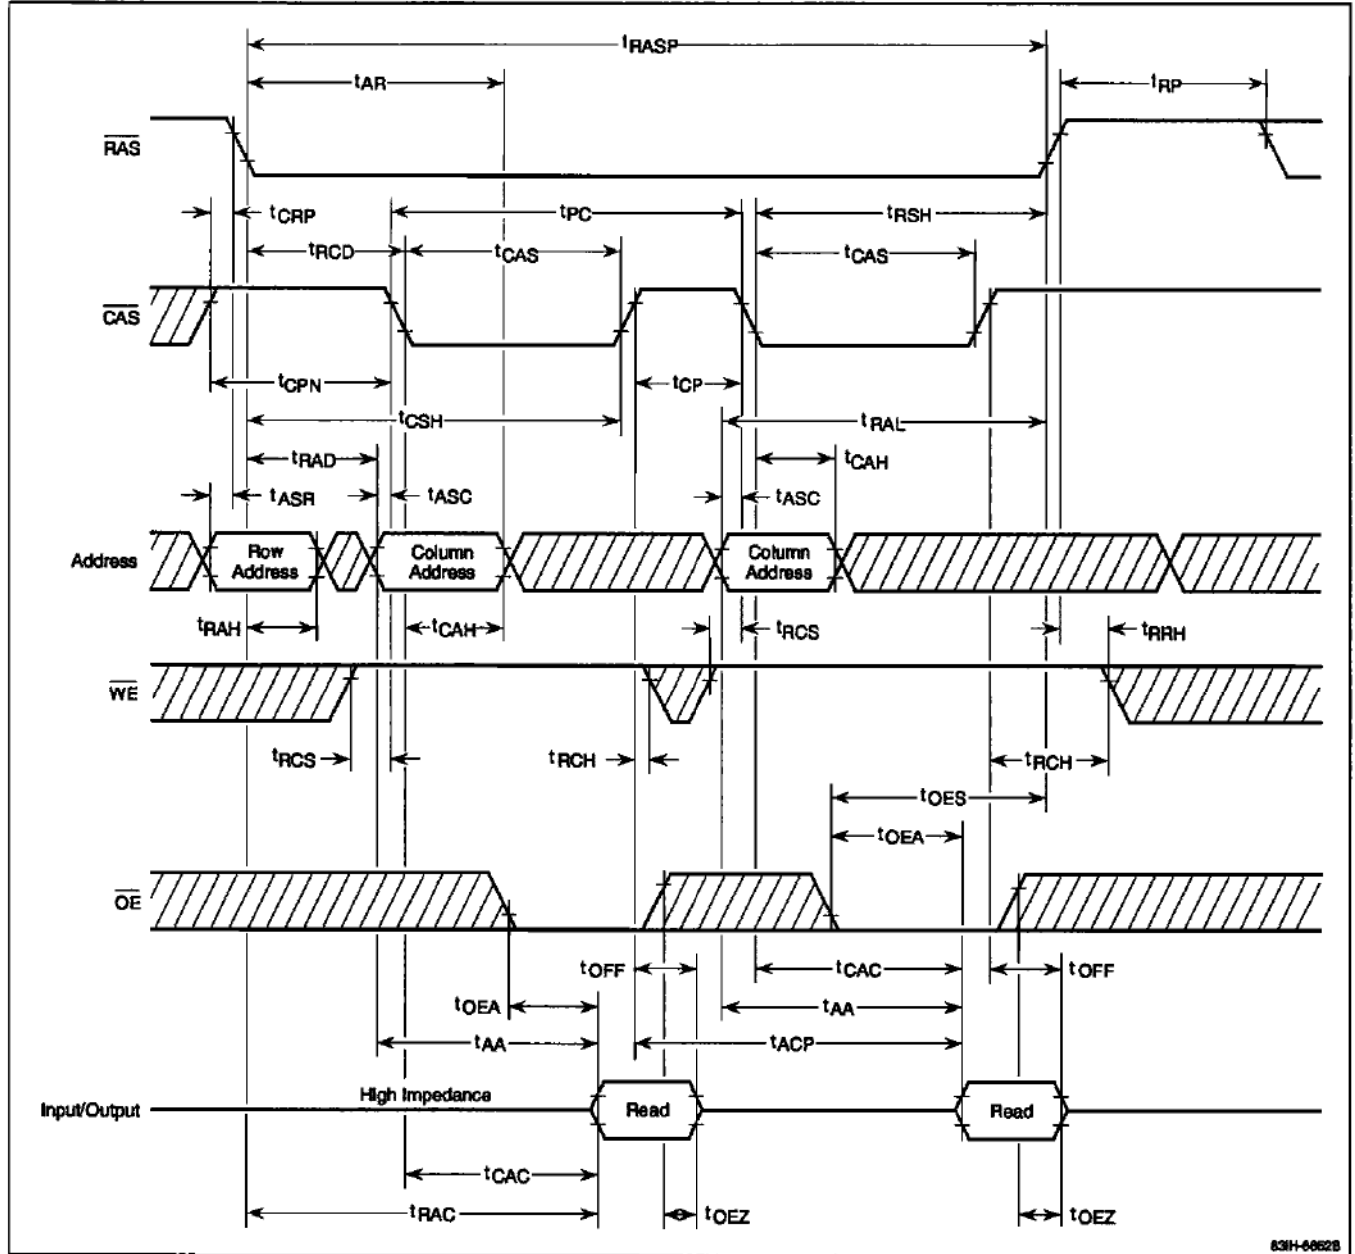 tRASP
tAR
tRP
RAS
tCRP
tPC
tRSH
tRCD
tCAS
tCAS
CAS
tCPN
tCP
tCSH
tRAL
tRAD
tCAH
tASR
tASC
tASC
Address
Row
Address
Column
Address
Column
Address
tRAH
tCAH
tRCS
tRRH
WE
tRCS
tRCH
tRCH
tOES
tOEA
OE
tOFF
tCAC
tOFF
tOEA
tAA
tAA
tACP
High Impedance
Input/Output
Read
Read
tCAC
tRAC
tOEZ
tOEZ